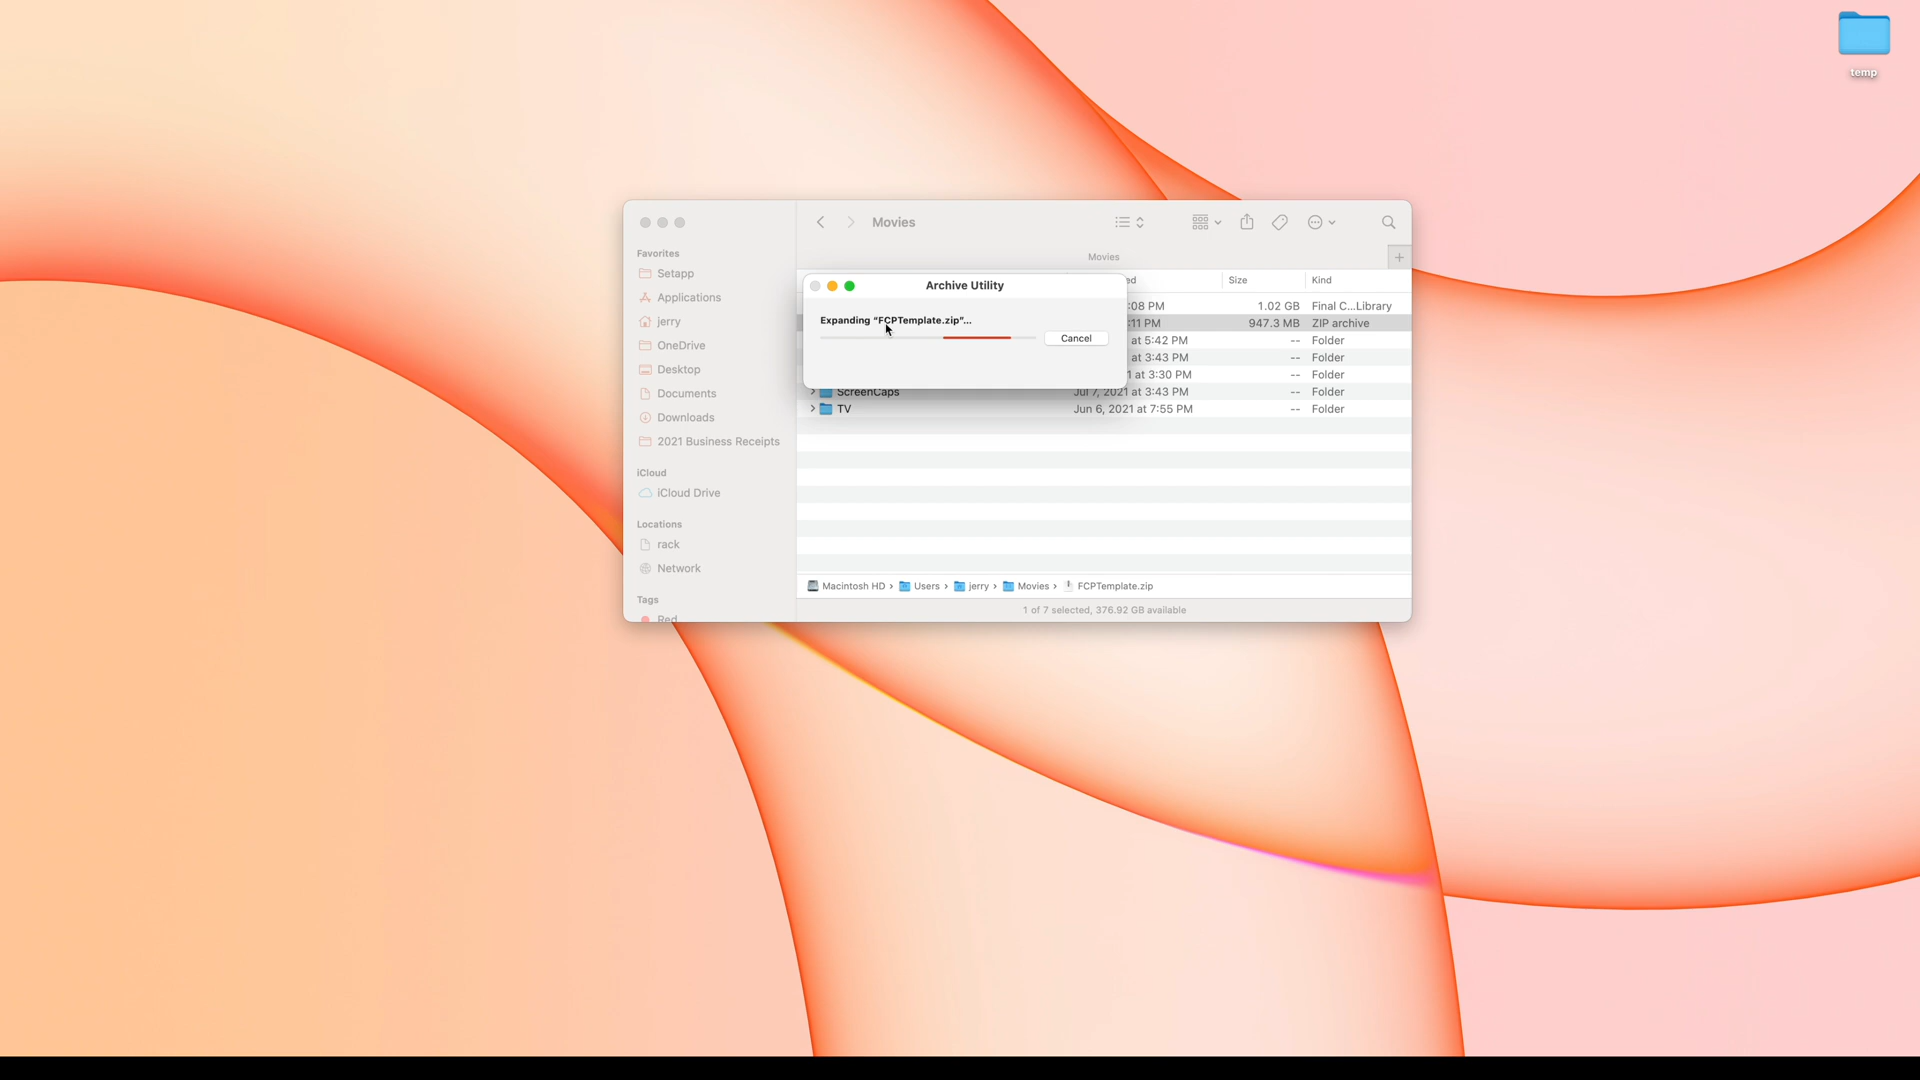 temp
Movies
Favorites
Setapp
Applications
jerry
OneDrive
Desktop
Documents
Downloads
2021 Business Receipts
iCloud
iCloud Drive
Locations
rack
Network
Tags
Red
Movies
Size Kind
Archive Utility
Expanding “FCPTemplate.zip”...
Cancel
:08 PM 1.02 GB Final C...Library
:11 PM 947.3 MB ZIP archive
at 5:42 PM -- Folder
at 3:43 PM -- Folder
1 at 3:30 PM -- Folder
ScreenCaps Jul 7, 2021 at 3:43 PM -- Folder
TV Jun 6, 2021 at 7:55 PM -- Folder
Macintosh HD › Users › jerry › Movies › FCPTemplate.zip
1 of 7 selected, 376.92 GB available